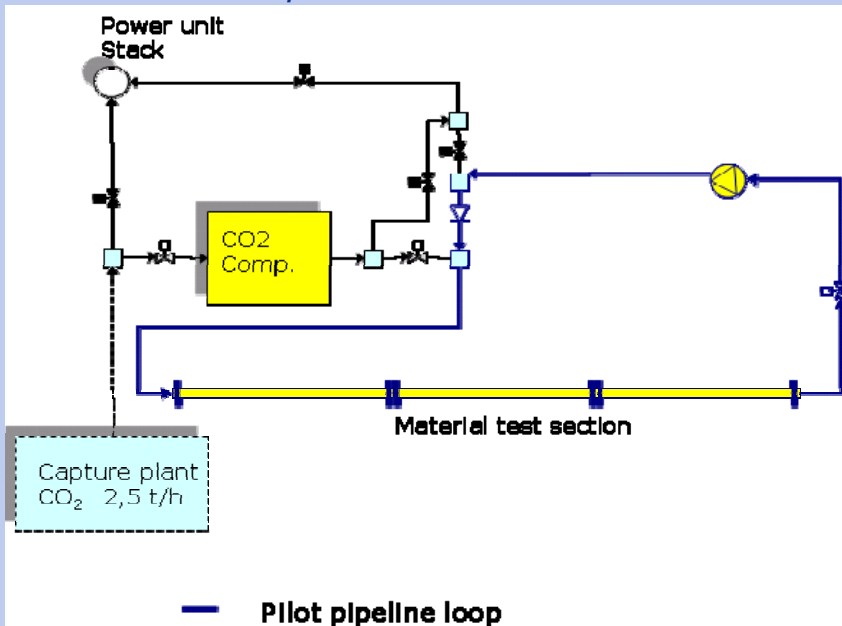 Power unit
Stack
CO2
Comp.
Material test section
Capture plant
CO₂ 2,5 t/h
Pilot pipeline loop